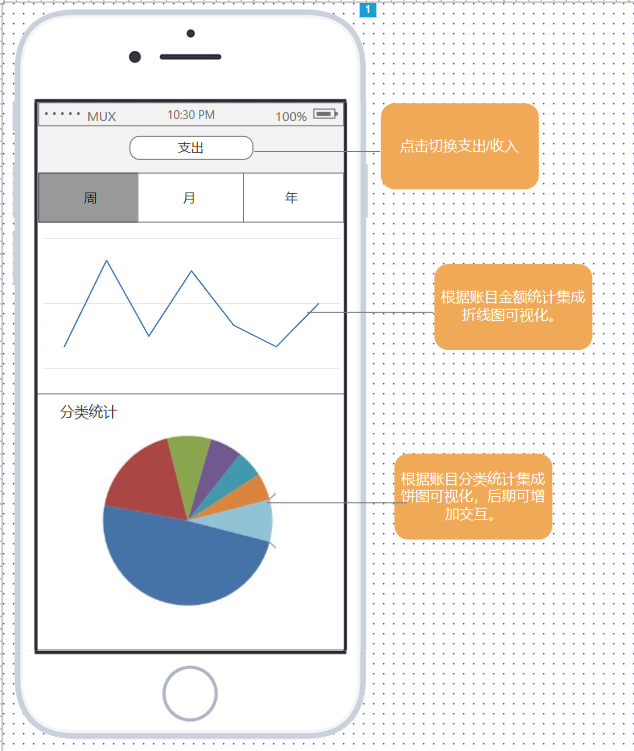 1
MUX 10:30 PM 100%
支出
点击切换支出/收入
周 月 年
根据账目金额统计集成
折线图可视化。
分类统计
根据账目分类统计集成
饼图可视化，后期可增
加交互。